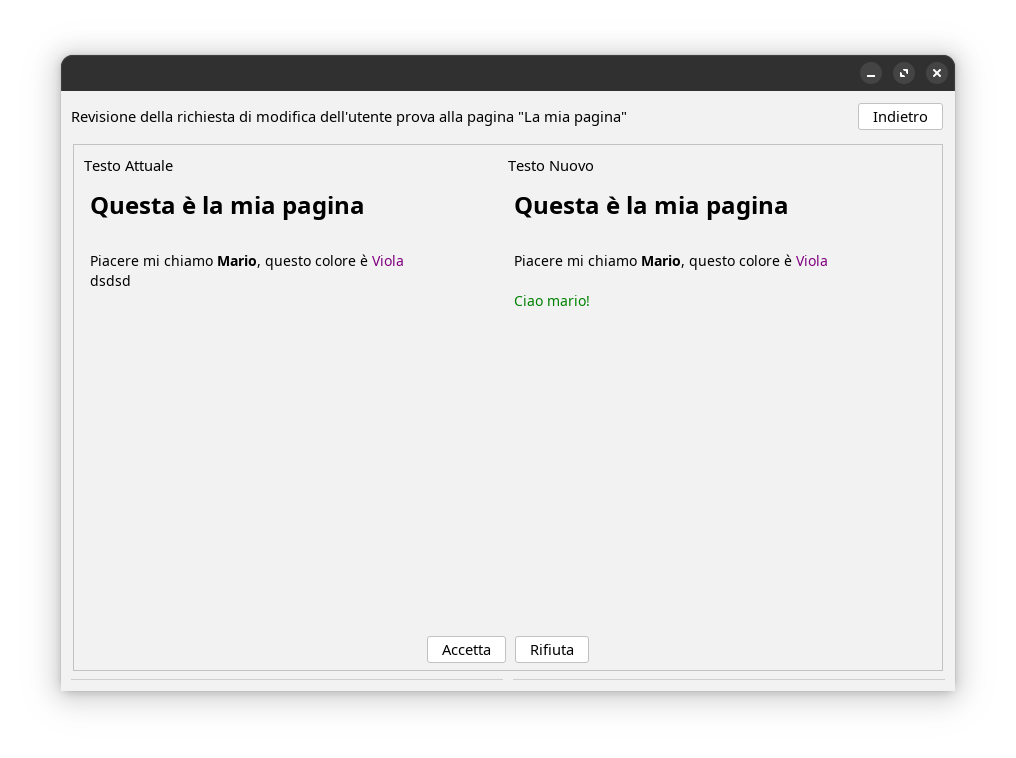 Revisione della richiesta di modifica dell'utente prova alla pagina "La mia pagina"
Indietro
Testo Attuale
Questa è la mia pagina
Piacere mi chiamo Mario, questo colore è Viola
dsdsd
Testo Nuovo
Questa è la mia pagina
Piacere mi chiamo Mario, questo colore è Viola
Ciao mario!
Accetta
Rifiuta